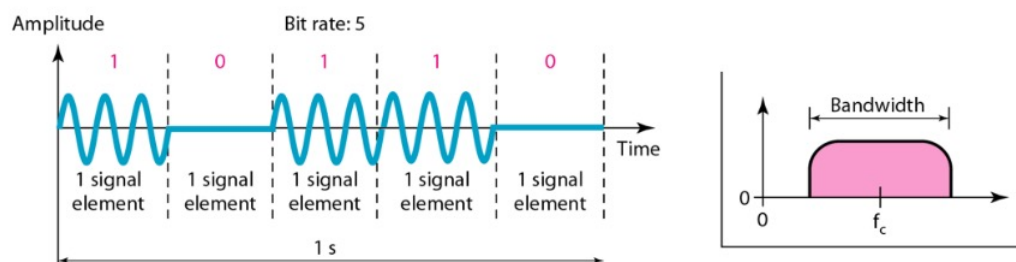 Amplitude
Bit rate: 5
1 0 1 1 0
Time
1 signal element
1 signal element
1 signal element
1 signal element
1 signal element
1 s
Bandwidth
0
0
f_c